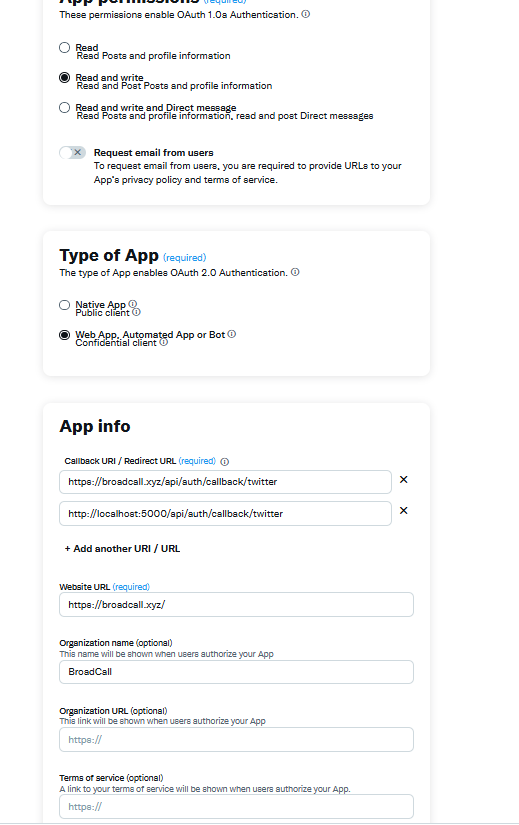 App permissions (required)
These permissions enable OAuth 1.0a Authentication.
Read
Read Posts and profile information
Read and write
Read and Post Posts and profile information
Read and write and Direct message
Read Posts and profile information, read and post Direct messages
Request email from users
To request email from users, you are required to provide URLs to your
App's privacy policy and terms of service.
Type of App (required)
The type of App enables OAuth 2.0 Authentication.
Native App
Public client
Web App, Automated App or Bot
Confidential client
App info
Callback URI / Redirect URL (required)
https://broadcall.xyz/api/auth/callback/twitter
http://localhost:5000/api/auth/callback/twitter
+ Add another URI / URL
Website URL (required)
https://broadcall.xyz/
Organization name (optional)
This name will be shown when users authorize your App
BroadCall
Organization URL (optional)
This link will be shown when users authorize your App
https://
Terms of service (optional)
A link to your terms of service will be shown when users authorize your App.
https://